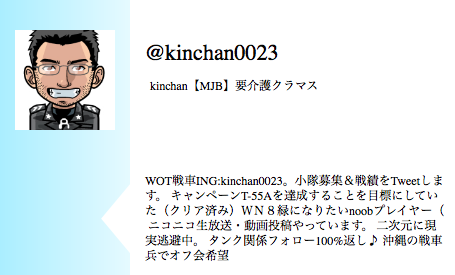 @kinchan0023
kinchan【MJB】要介護クラマス
WOT戦車ING:kinchan0023。小隊募集＆戦績をTweetしま
す。 キャンペーンT-55Aを達成することを目標にしてい
た（クリア済み）ＷＮ８緑になりたいnoobプレイヤー（
ニコニコ生放送・動画投稿やっています。 二次元に現
実逃避中。 タンク関係フォロー100%返し♪ 沖縄の戦車
兵でオフ会希望